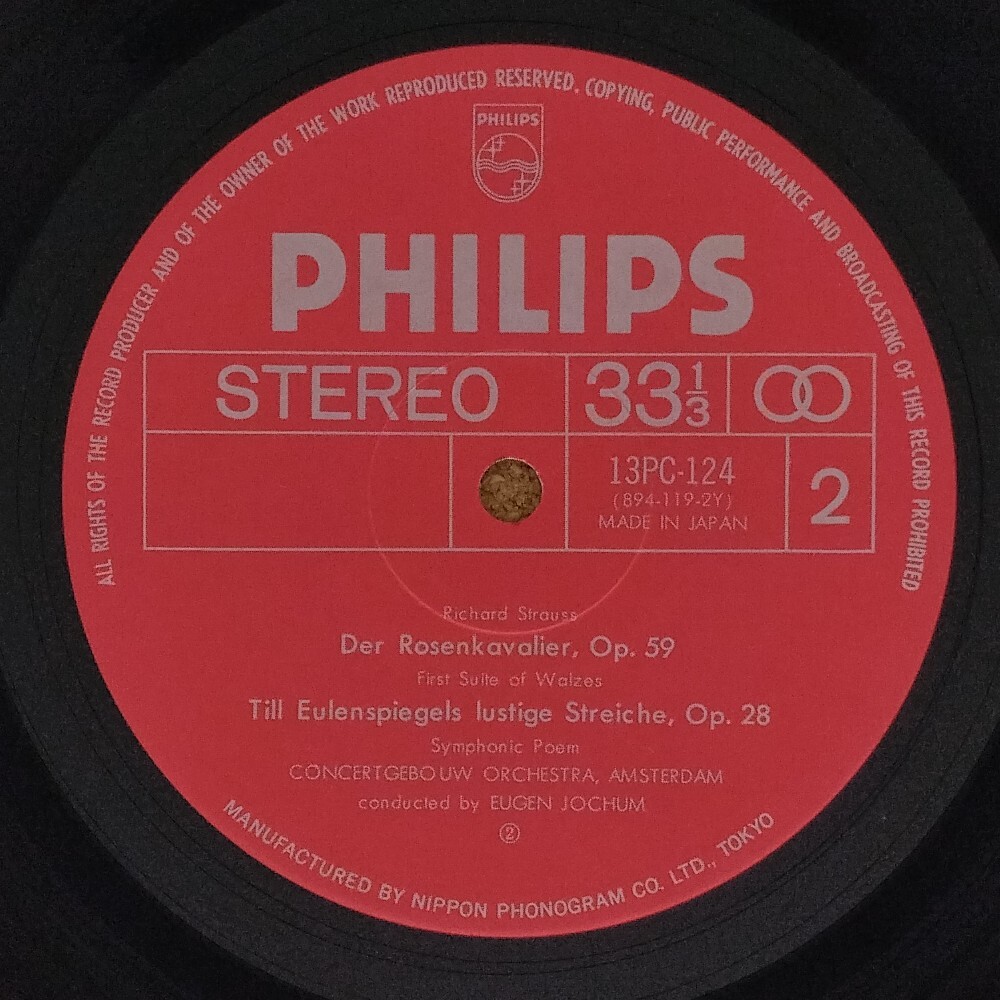 ALL RIGHTS OF THE RECORD PRODUCER AND OF THE OWNER OF THE WORK REPRODUCED RESERVED. COPYING, PUBLIC PERFORMANCE AND BROADCASTING OF THIS RECORD PROHIBITED
PHILIPS
PHILIPS
STEREO 33 1/3
13PC-124
(894-119-2Y)
MADE IN JAPAN
2
Richard Strauss
Der Rosenkavalier, Op. 59
First Suite of Walzes
Till Eulenspiegels lustige Streiche, Op. 28
Symphonic Poem
CONCERTGEBOUW ORCHESTRA, AMSTERDAM
conducted by EUGEN JOCHUM
②
MANUFACTURED BY NIPPON PHONOGRAM CO. LTD., TOKYO